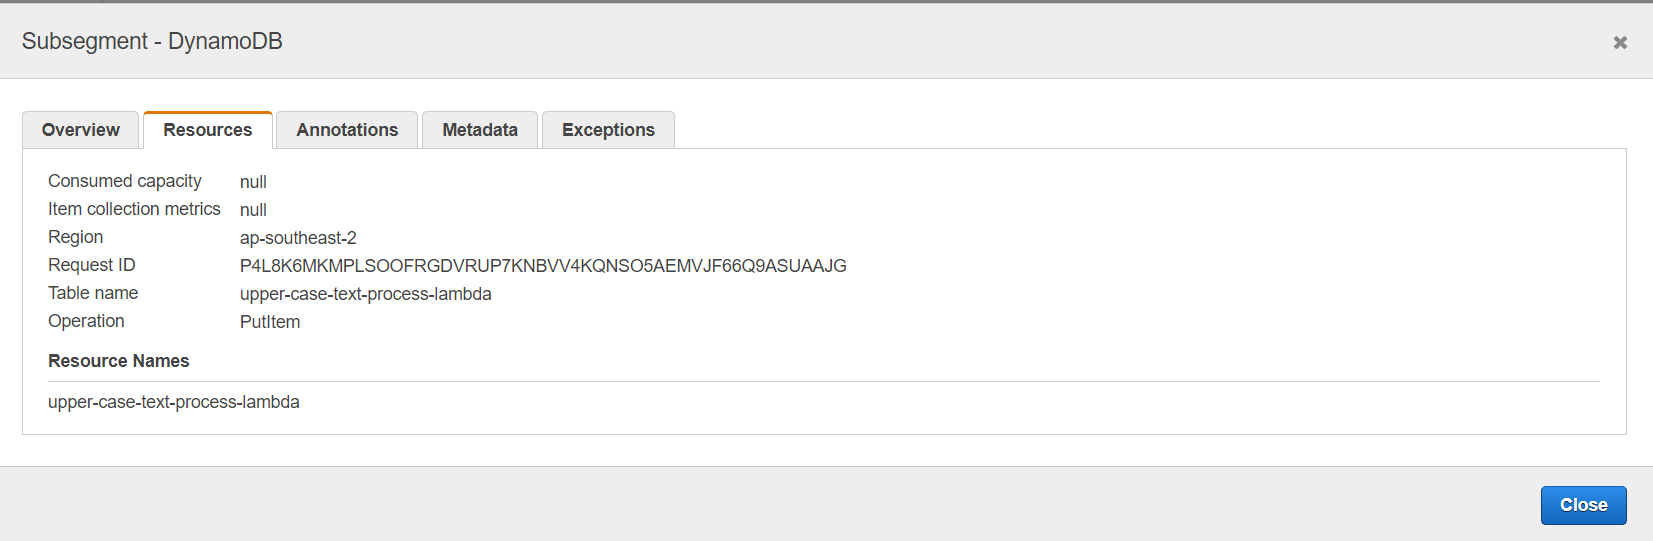 Subsegment - DynamoDB
Overview Resources Annotations Metadata Exceptions
Consumed capacity null
Item collection metrics null
Region ap-southeast-2
Request ID P4L8K6MKMPLSOOFRGDVRUP7KNBVV4KQNSO5AEMVJF66Q9ASUAAJG
Table name upper-case-text-process-lambda
Operation PutItem
Resource Names
upper-case-text-process-lambda
Close